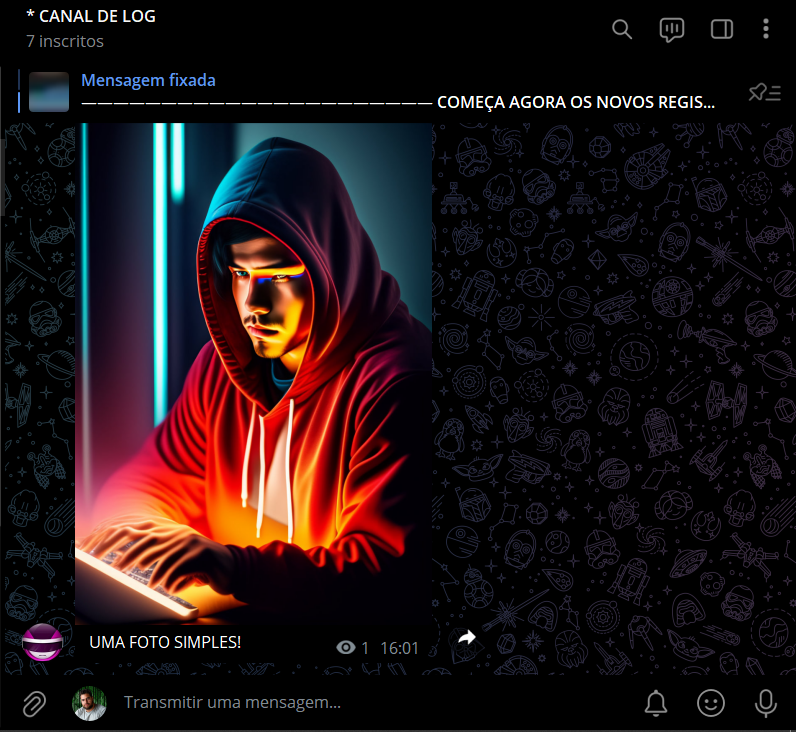 * CANAL DE LOG
7 inscritos
Mensagem fixada
—————————————————————— COMEÇA AGORA OS NOVOS REGIS...
UMA FOTO SIMPLES!
1 16:01
Transmitir uma mensagem...